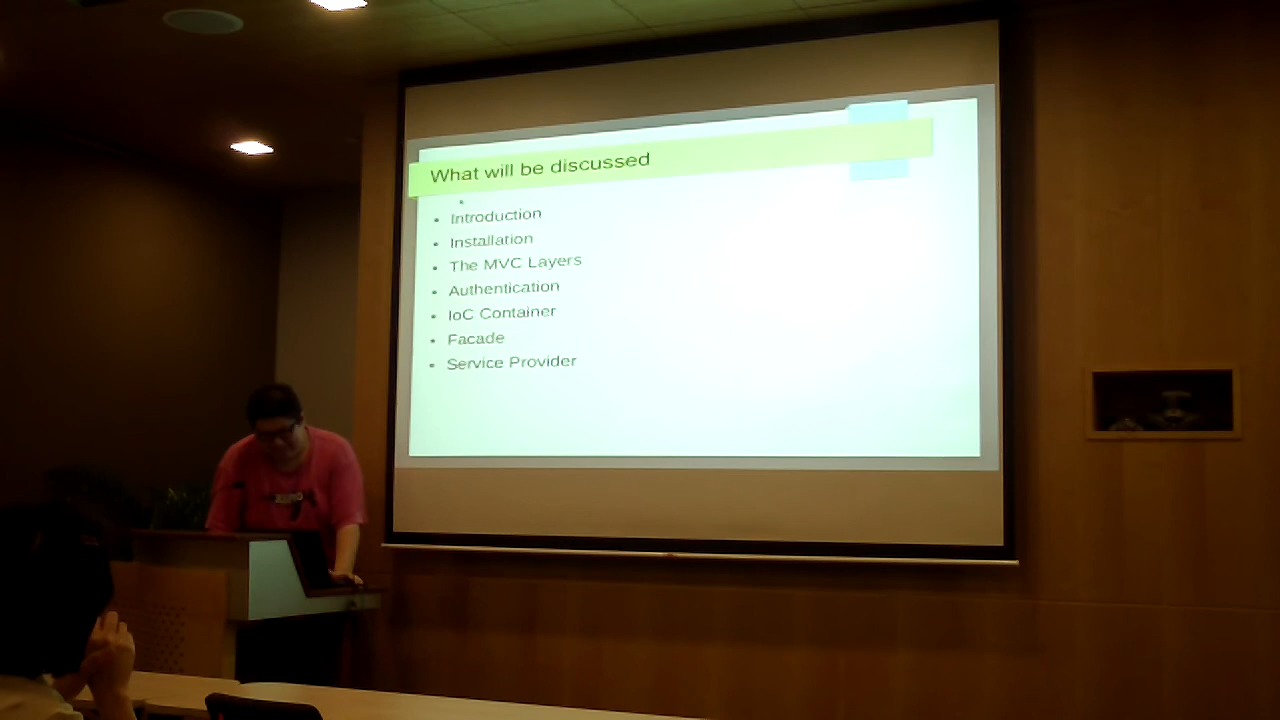 What will be discussed
Introduction
Installation
The MVC Layers
Authentication
IoC Container
Facade
Service Provider